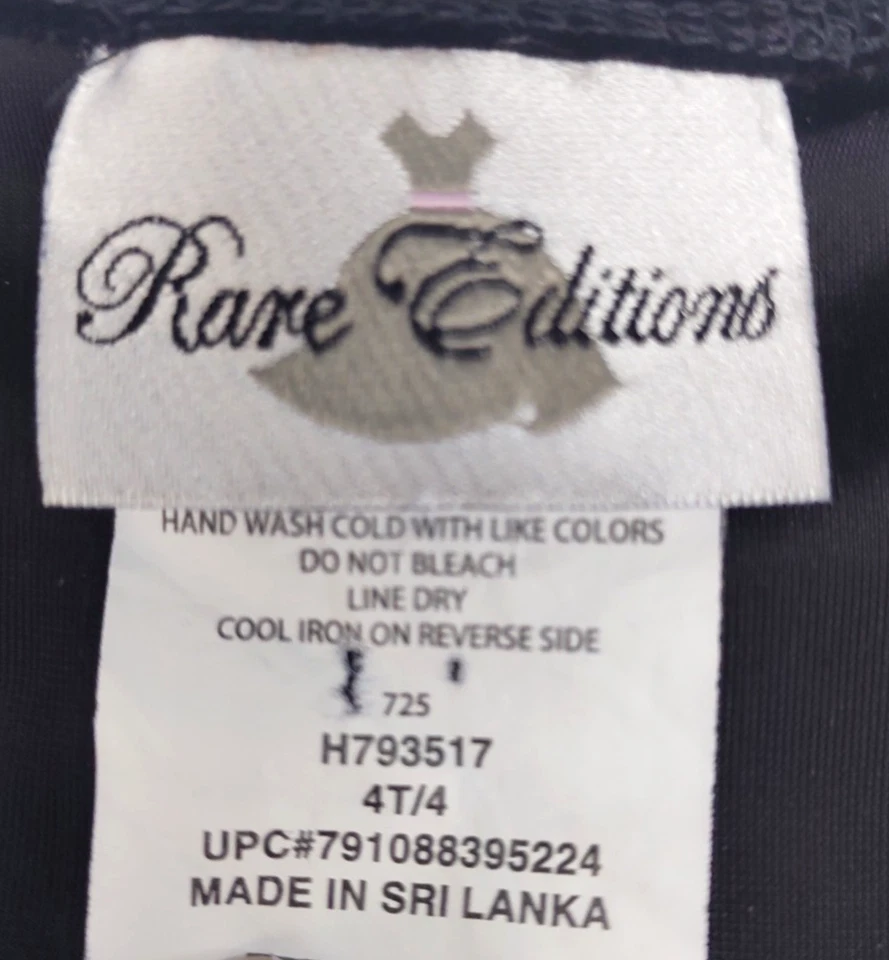 Rare Editions
HAND WASH COLD WITH LIKE COLORS
DO NOT BLEACH
LINE DRY
COOL IRON ON REVERSE SIDE
725
H793517
4T/4
UPC#791088395224
MADE IN SRI LANKA